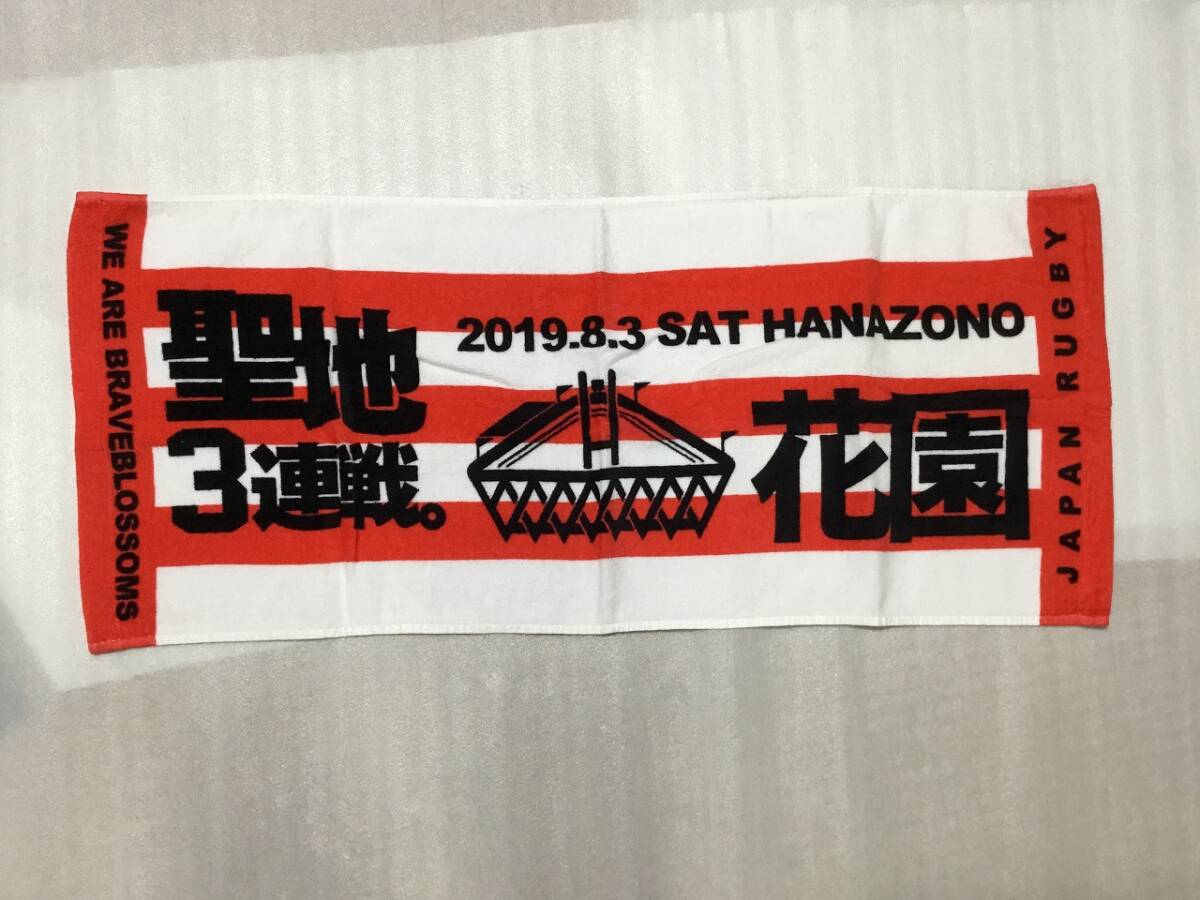 WE ARE BRAVEBLOSSOMS
聖地
3連戦。
2019.8.3 SAT HANAZONO
花園
JAPAN RUGBY